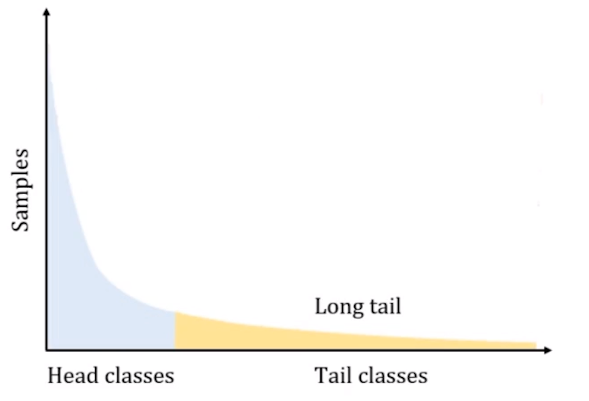 Samples
Long tail
Head classes
Tail classes